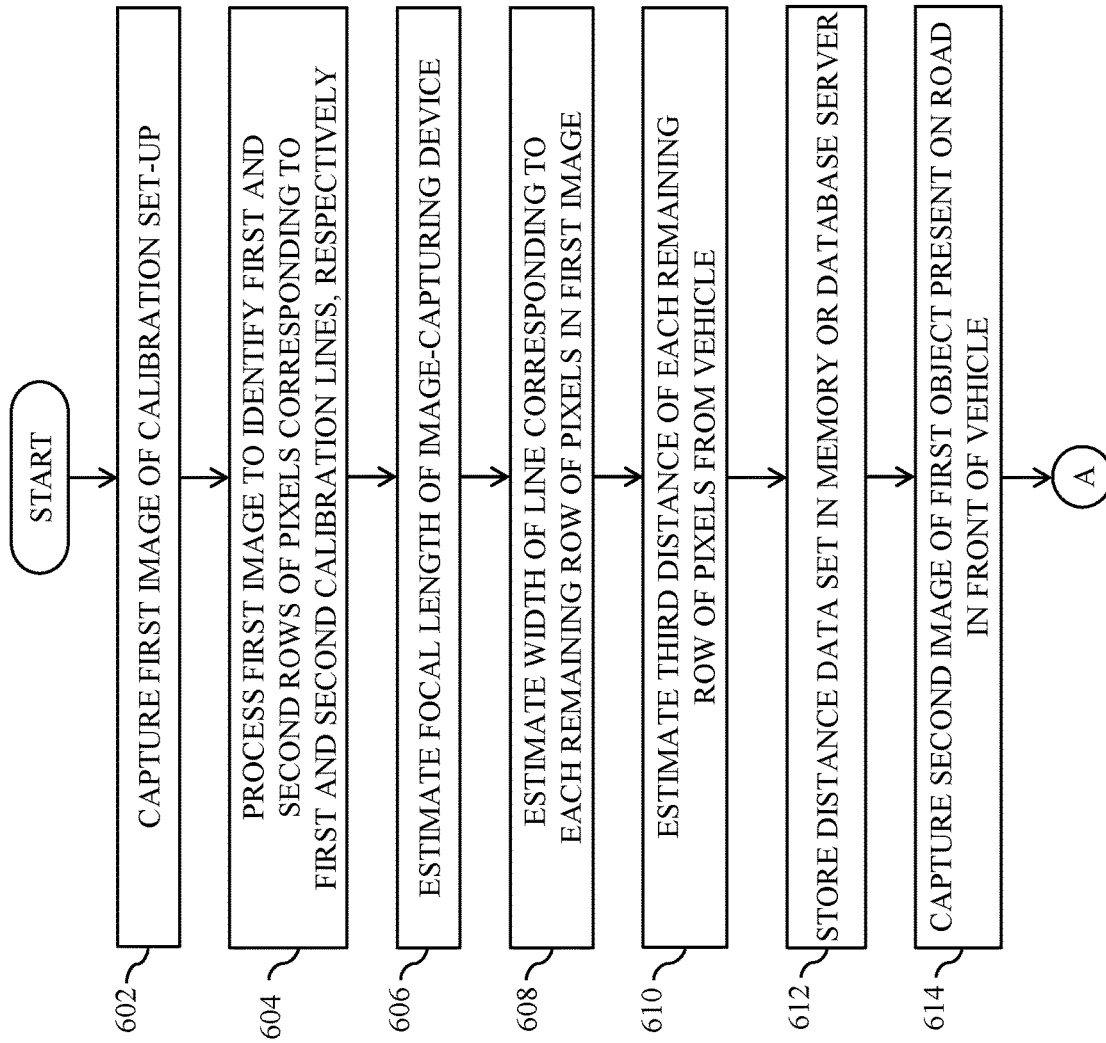 START
602
CAPTURE FIRST IMAGE OF CALIBRATION SET-UP
604
PROCESS FIRST IMAGE TO IDENTIFY FIRST AND
SECOND ROWS OF PIXELS CORRESPONDING TO
FIRST AND SECOND CALIBRATION LINES, RESPECTIVELY
606
ESTIMATE FOCAL LENGTH OF IMAGE-CAPTURING DEVICE
608
ESTIMATE WIDTH OF LINE CORRESPONDING TO
EACH REMAINING ROW OF PIXELS IN FIRST IMAGE
610
ESTIMATE THIRD DISTANCE OF EACH REMAINING
ROW OF PIXELS FROM VEHICLE
612
STORE DISTANCE DATA SET IN MEMORY OR DATABASE SERVER
614
CAPTURE SECOND IMAGE OF FIRST OBJECT PRESENT ON ROAD
IN FRONT OF VEHICLE
A